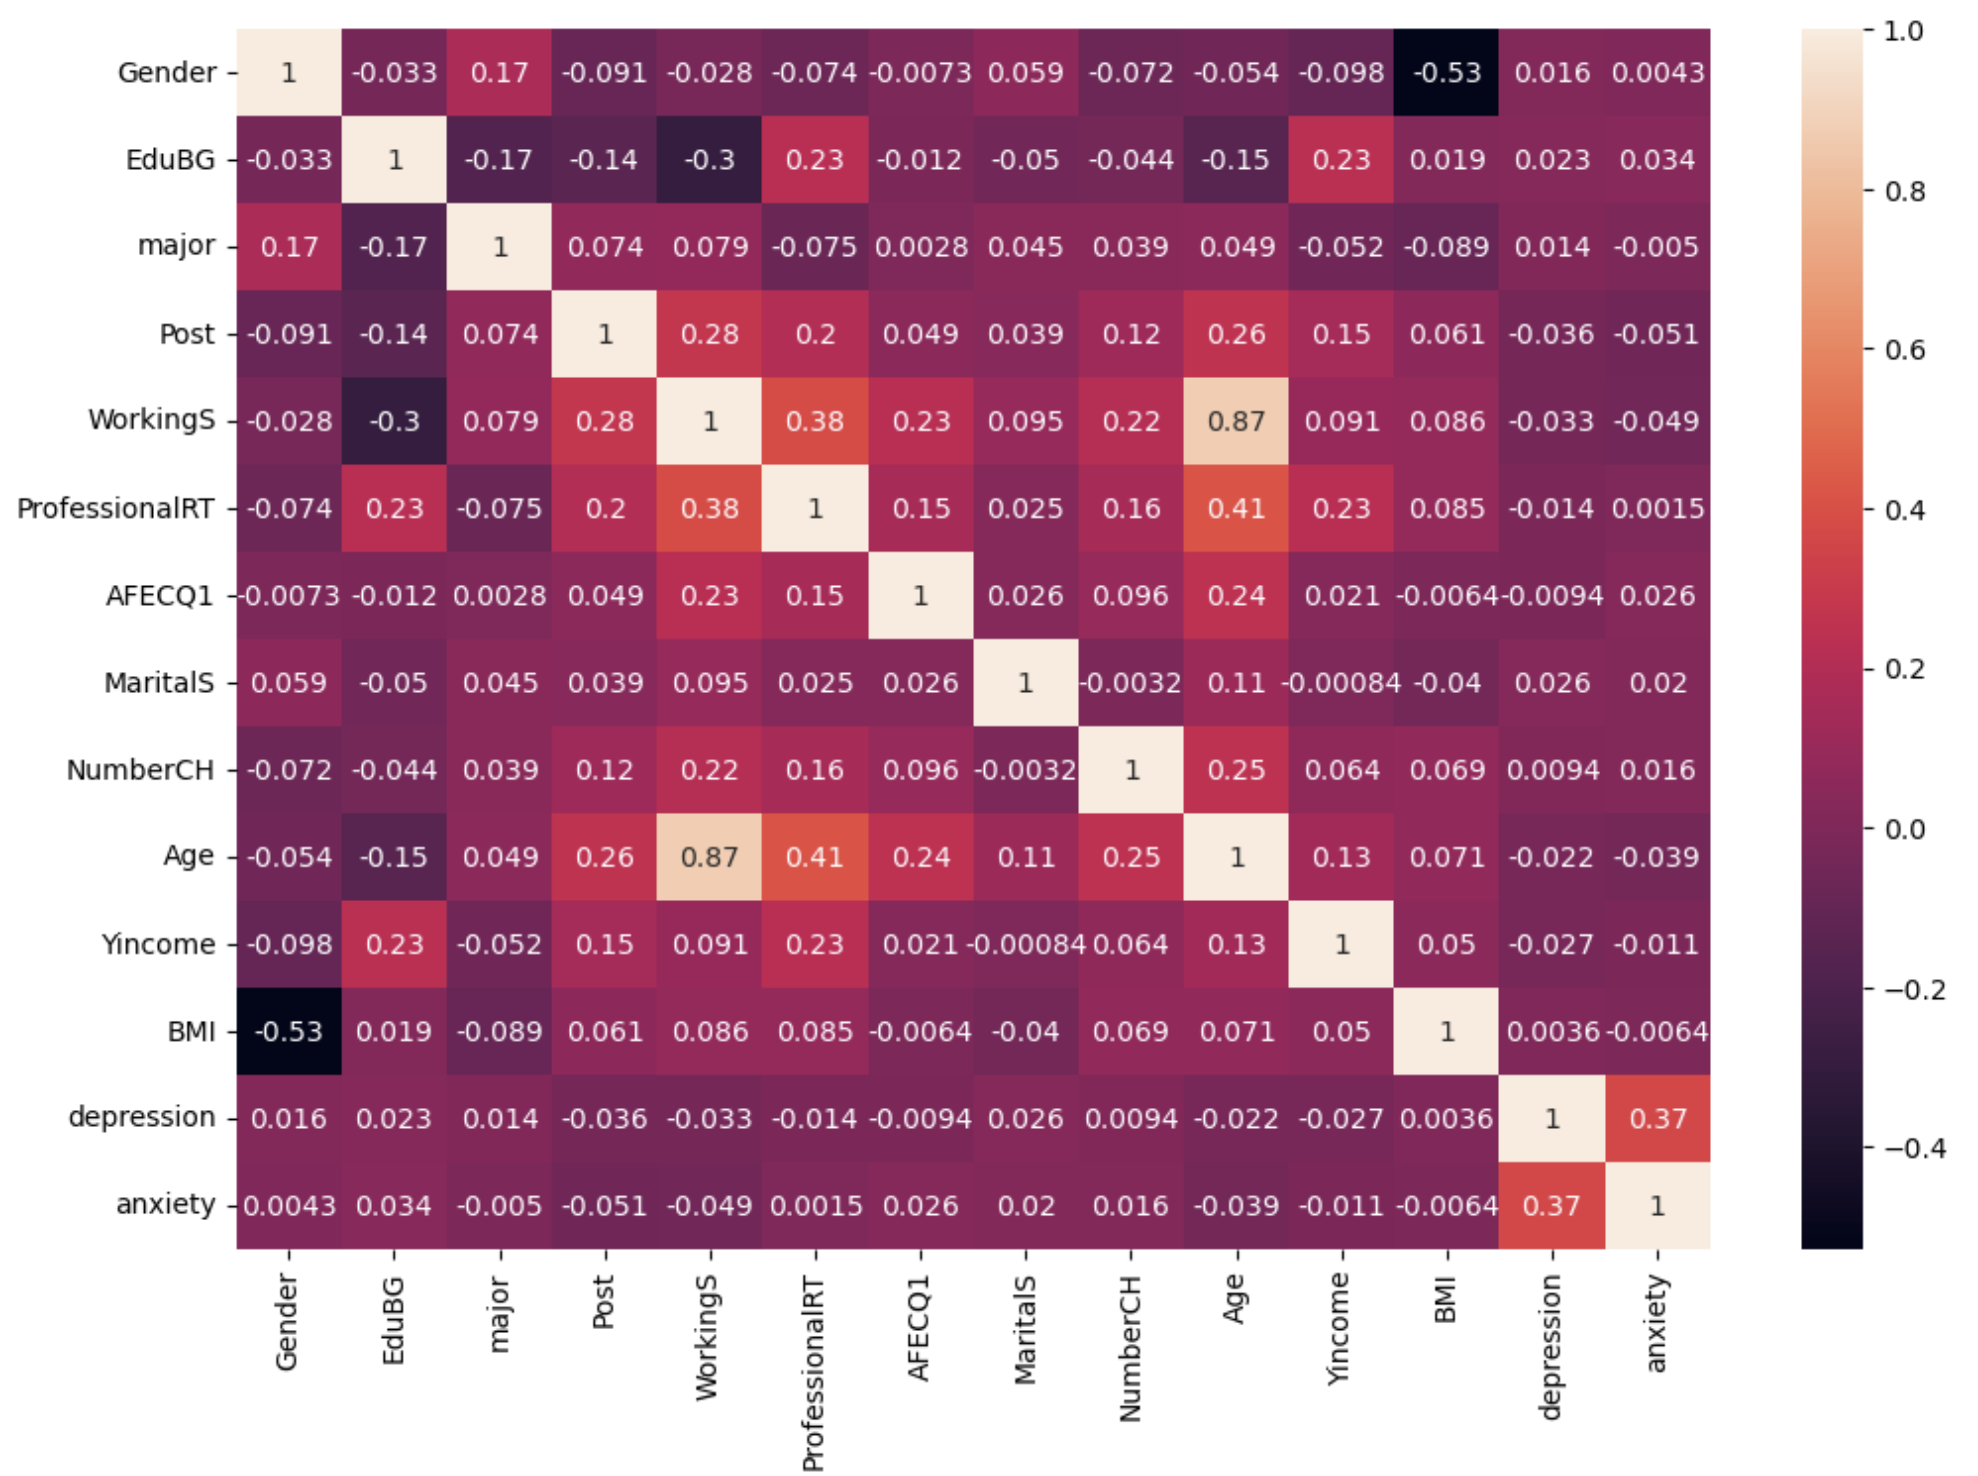 Gender 1 -0.033 0.17 -0.091 -0.028 -0.074 -0.0073 0.059 -0.072 -0.054 -0.098 -0.53 0.016 0.0043
EduBG -0.033 1 -0.17 -0.14 -0.3 0.23 -0.012 -0.05 -0.044 -0.15 0.23 0.019 0.023 0.034
major 0.17 -0.17 1 0.074 0.079 -0.075 0.0028 0.045 0.039 0.049 -0.052 -0.089 0.014 -0.005
Post -0.091 -0.14 0.074 1 0.28 0.2 0.049 0.039 0.12 0.26 0.15 0.061 -0.036 -0.051
WorkingS -0.028 -0.3 0.079 0.28 1 0.38 0.23 0.095 0.22 0.87 0.091 0.086 -0.033 -0.049
ProfessionalRT -0.074 0.23 -0.075 0.2 0.38 1 0.15 0.025 0.16 0.41 0.23 0.085 -0.014 0.0015
AFECQ1 -0.0073 -0.012 0.0028 0.049 0.23 0.15 1 0.026 0.096 0.24 0.021 -0.0064 -0.0094 0.026
MaritalS 0.059 -0.05 0.045 0.039 0.095 0.025 0.026 1 -0.0032 0.11 -0.00084 -0.04 0.026 0.02
NumberCH -0.072 -0.044 0.039 0.12 0.22 0.16 0.096 -0.0032 1 0.25 0.064 0.069 0.0094 0.016
Age -0.054 -0.15 0.049 0.26 0.87 0.41 0.24 0.11 0.25 1 0.13 0.071 -0.022 -0.039
Yincome -0.098 0.23 -0.052 0.15 0.091 0.23 0.021 -0.00084 0.064 0.13 1 0.05 -0.027 -0.011
BMI -0.53 0.019 -0.089 0.061 0.086 0.085 -0.0064 -0.04 0.069 0.071 0.05 1 0.0036 -0.0064
depression 0.016 0.023 0.014 -0.036 -0.033 -0.014 -0.0094 0.026 0.0094 -0.022 -0.027 0.0036 1 0.37
anxiety 0.0043 0.034 -0.005 -0.051 -0.049 0.0015 0.026 0.02 0.016 -0.039 -0.011 -0.0064 0.37 1
Gender
EduBG
major
Post
WorkingS
ProfessionalRT
AFECQ1
MaritalS
NumberCH
Age
Yincome
BMI
depression
anxiety
1.0
0.8
0.6
0.4
0.2
0.0
−0.2
−0.4